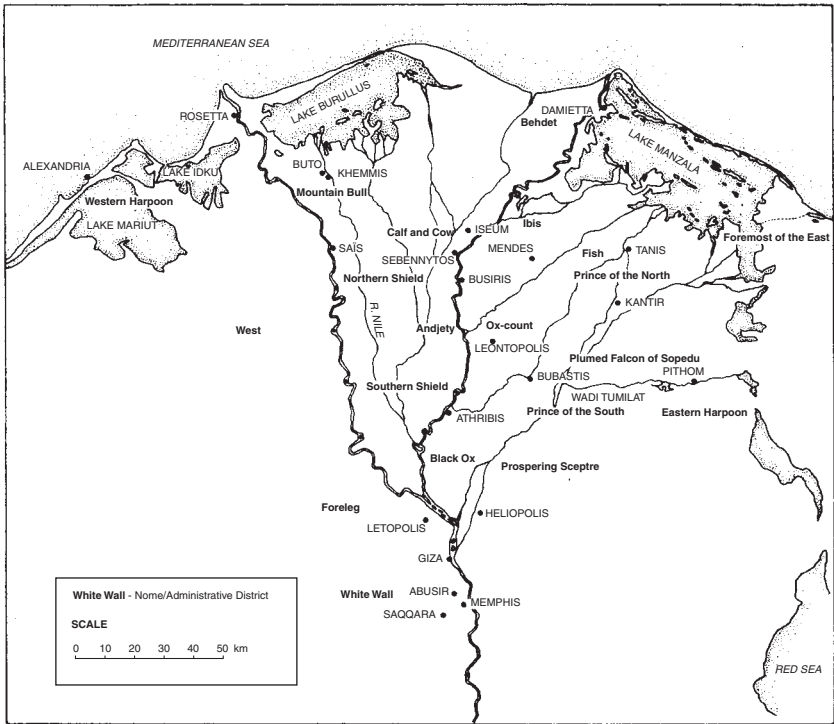 MEDITERRANEAN SEA
LAKE BURULLUS
ROSETTA
DAMIETTA
Behdet
LAKE MANZALA
ALEXANDRIA
LAKE IDKU
BUTO
KHEMMIS
Mountain Bull
Western Harpoon
LAKE MARIUT
Ibis
Calf and Cow
ISEUM
Foremost of the East
SAIS
SEBENNYTOS
MENDES
Fish
TANIS
Northern Shield
BUSIRIS
Prince of the North
R. NILE
KANTIR
West
Andjety
Ox-count
LEONTOPOLIS
Plumed Falcon of Sopedu
PITHOM
Southern Shield
BUBASTIS
WADI TUMILAT
ATHRIBIS
Prince of the South
Eastern Harpoon
Black Ox
Prospering Sceptre
Foreleg
LETOPOLIS
HELIOPOLIS
GIZA
White Wall
ABUSIR
MEMPHIS
SAQQARA
RED SEA
White Wall - Nome/Administrative District
SCALE
0 10 20 30 40 50 km